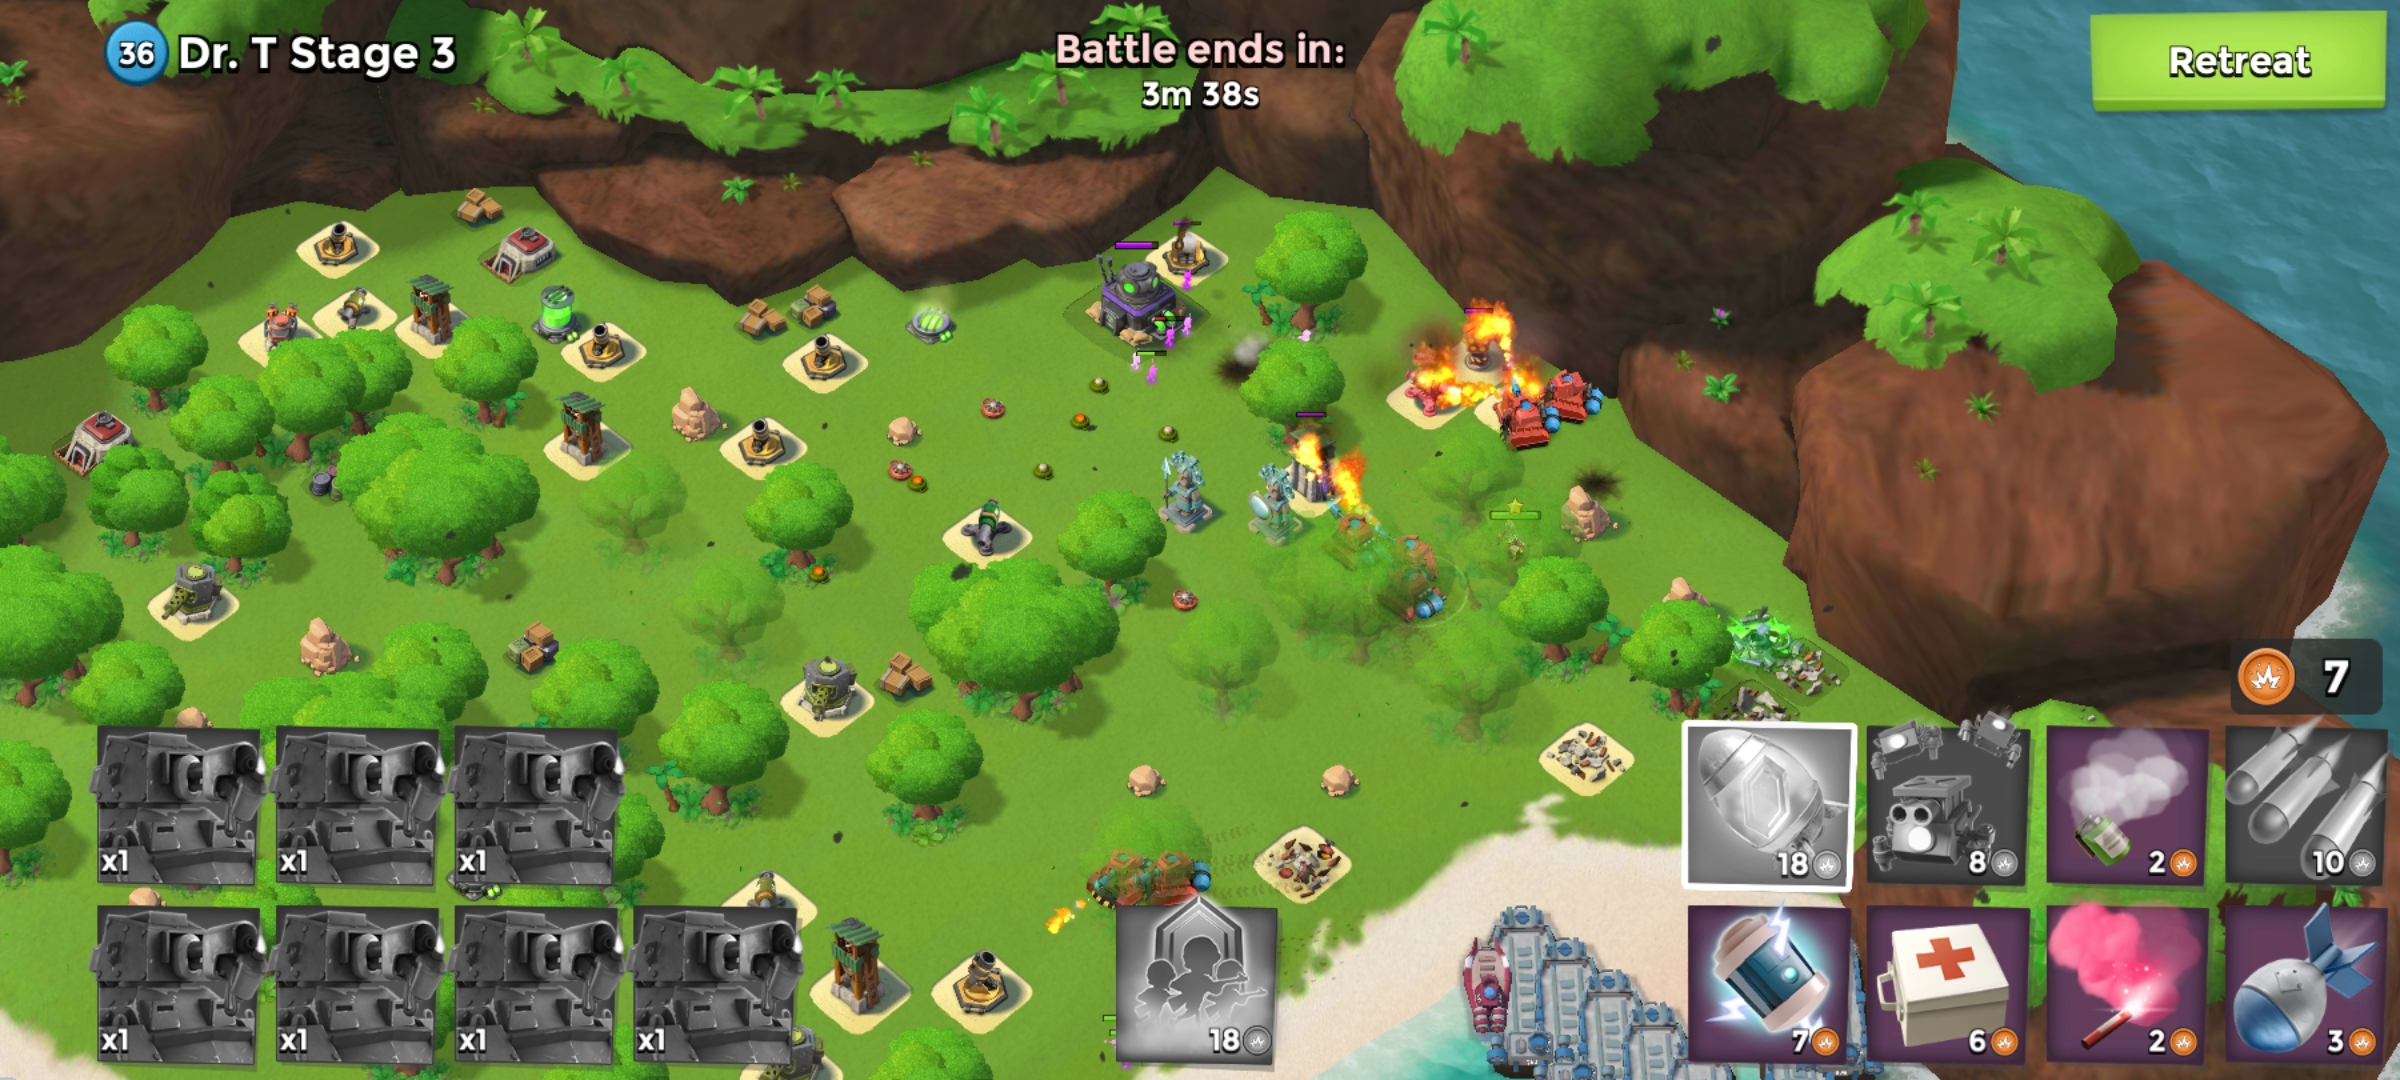 36 Dr. T Stage 3
Battle ends in:
3m 38s
Retreat
7
x1
x1
x1
18
8
2
10
x1
x1
x1
x1
18
7
6
2
3